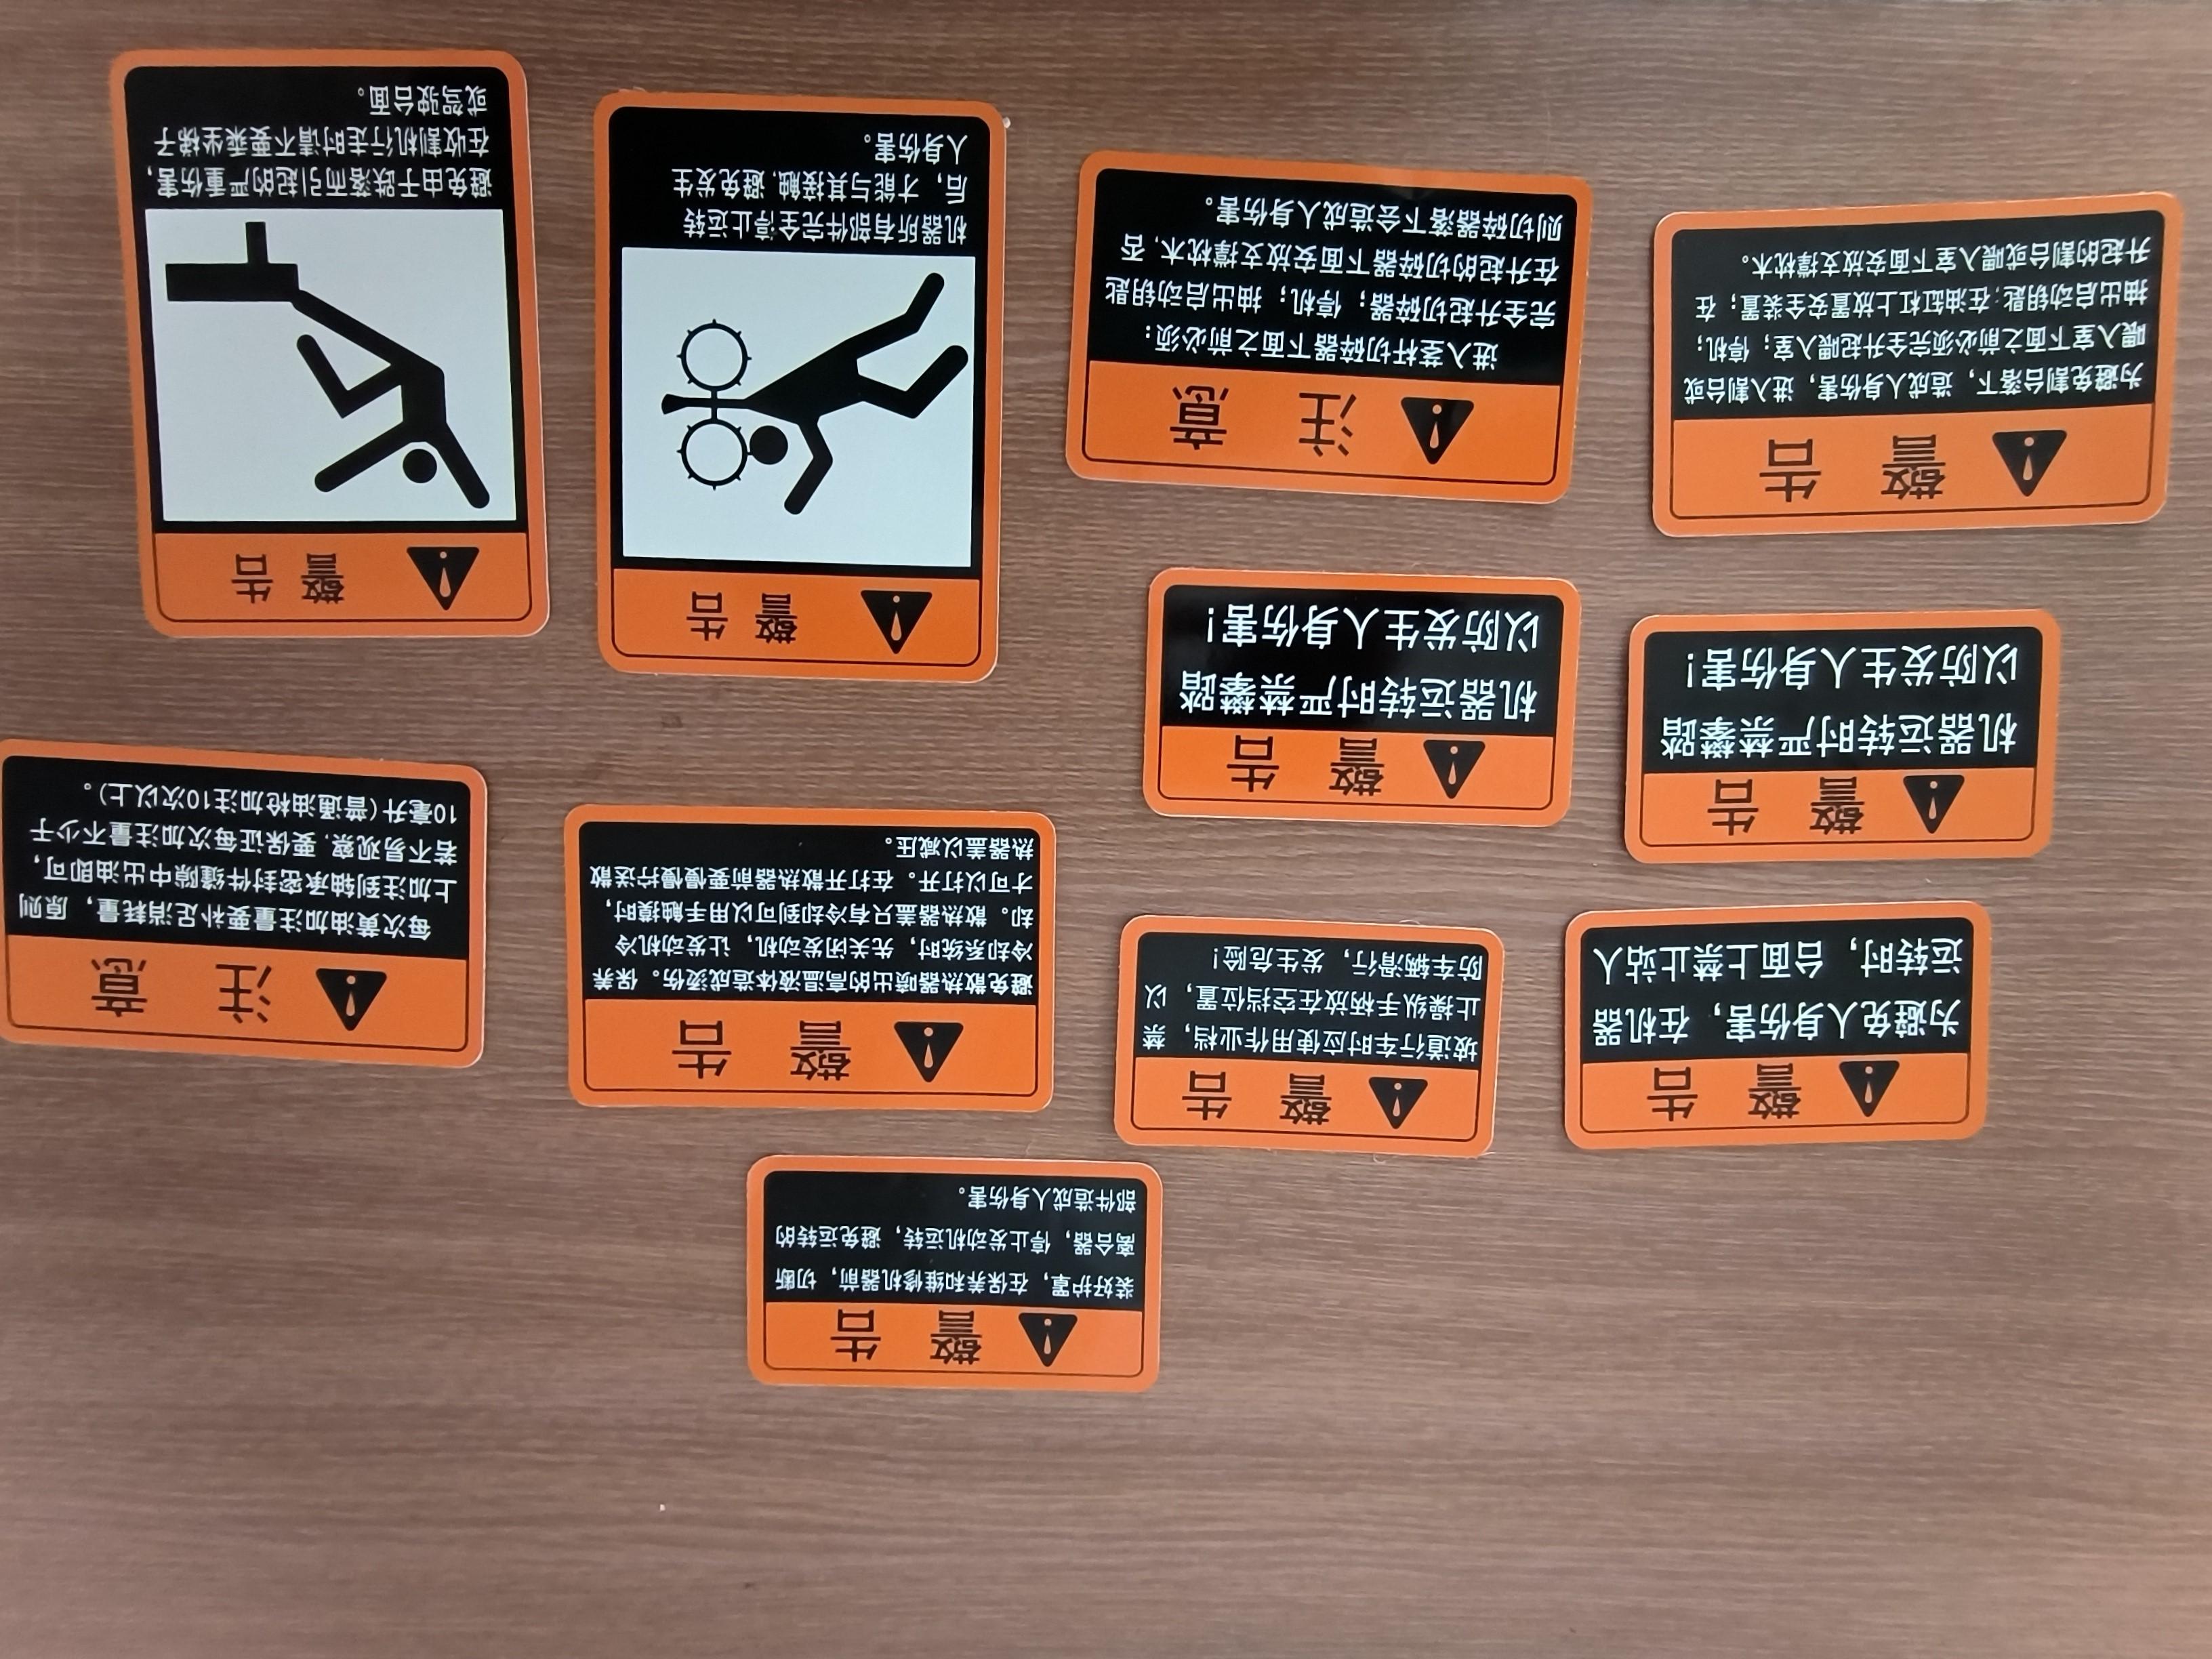 警告
装好护罩，在保养和维修机器前，切断
离合器，停止发动机运转，避免运转的
部件造成人身伤害。
警告
为避免人身伤害，在机器
运转时，台面上禁止站人
警告
坡道行车时应使用作业档，禁
止操纵手柄放在空挡位置，以
防车辆滑行，发生危险！
警告
避免散热器喷出的高温液体造成烫伤。保养
冷却系统时，先关闭发动机，让发动机冷
却。散热器盖只有冷却到可以用手触摸时，
才可以打开。在打开散热器前要慢慢拧送散
热器盖以减压。
注意
每次黄油加注量要补足消耗量，原则
上加注到轴承密封件缝隙中出油即可，
若不易观察，要保证每次加注量不少于
10毫升（普通油枪加注10次以上）。
警告
机器运转时严禁攀踏
以防发生人身伤害！
警告
机器运转时严禁攀踏
以防发生人身伤害！
警告
为避免割台落下，造成人身伤害，进入割台或
喂入室下面之前必须完全升起喂入室；停机；
抽出启动钥匙；在油缸杠上放置安全装置；在
升起的割台或喂入室下面安放支撑枕木。
注意
进入茎杆切碎器下面之前必须：
完全升起切碎器；停机；抽出启动钥匙
在升起的切碎器下面安放支撑枕木，否
则切碎器落下会造成人身伤害。
警告
机器所有部件完全停止运转
后，才能与其接触，避免发生
人身伤害。
警告
避免由于跌落而引起的严重伤害，
在收割机行走时请不要乘坐梯子
或驾驶台面。